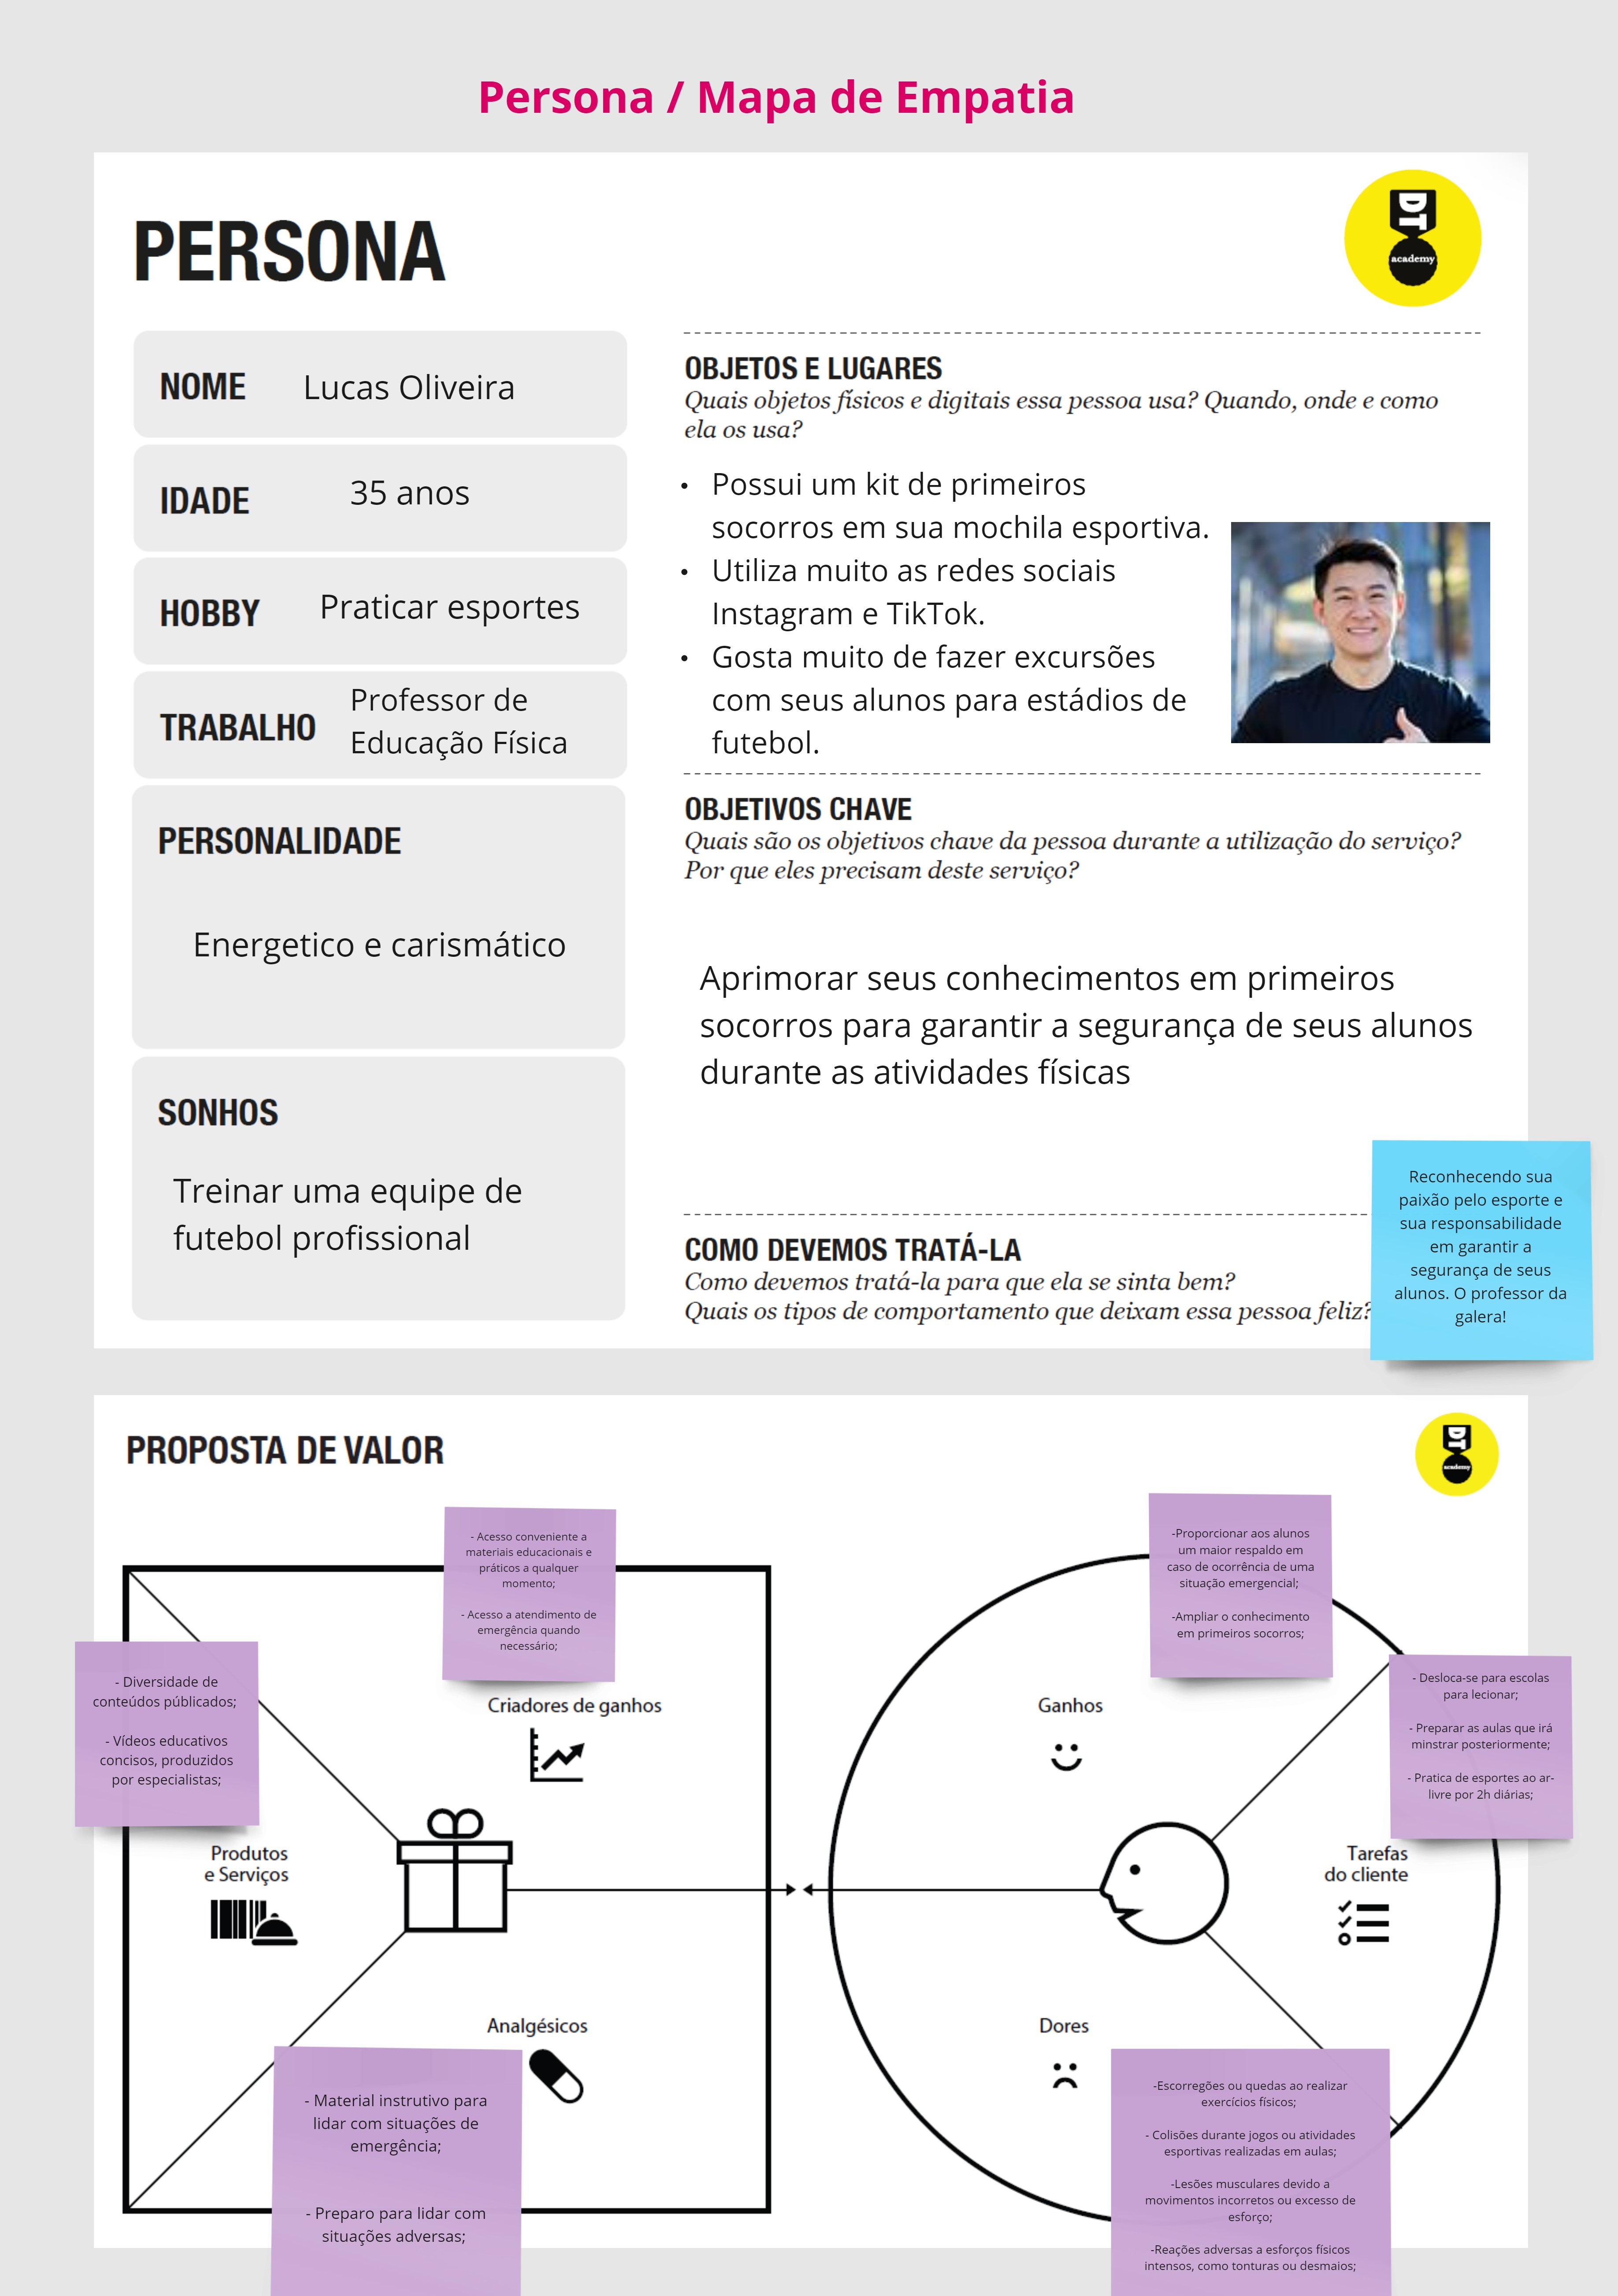 Persona / Mapa de Empatia
PERSONA
DT
academy
NOME
Lucas Oliveira
IDADE
35 anos
HOBBY
Praticar esportes
TRABALHO
Professor de
Educação Física
PERSONALIDADE
Energetico e carismático
SONHOS
Treinar uma equipe de
futebol profissional
OBJETOS E LUGARES
Quais objetos físicos e digitais essa pessoa usa? Quando, onde e como
ela os usa?
• Possui um kit de primeiros
socorros em sua mochila esportiva.
• Utiliza muito as redes sociais
Instagram e TikTok.
• Gosta muito de fazer excursões
com seus alunos para estádios de
futebol.
OBJETIVOS CHAVE
Quais são os objetivos chave da pessoa durante a utilização do serviço?
Por que eles precisam deste serviço?
Aprimorar seus conhecimentos em primeiros
socorros para garantir a segurança de seus alunos
durante as atividades físicas
COMO DEVEMOS TRATÁ-LA
Como devemos tratá-la para que ela se sinta bem?
Quais os tipos de comportamento que deixam essa pessoa feliz?
Reconhecendo sua
paixão pelo esporte e
sua responsabilidade
em garantir a
segurança de seus
alunos. O professor da
galera!
PROPOSTA DE VALOR
DT
academy
- Acesso conveniente a
materiais educacionais e
práticos a qualquer
momento;
- Acesso a atendimento de
emergência quando
necessário;
Criadores de ganhos
- Diversidade de
conteúdos públicados;
- Vídeos educativos
concisos, produzidos
por especialistas;
Produtos
e Serviços
Analgésicos
- Material instrutivo para
lidar com situações de
emergência;
- Preparo para lidar com
situações adversas;
-Proporcionar aos alunos
um maior respaldo em
caso de ocorrência de uma
situação emergencial;
-Ampliar o conhecimento
em primeiros socorros;
Ganhos
- Desloca-se para escolas
para lecionar;
- Preparar as aulas que irá
minstrar posteriormente;
- Pratica de esportes ao ar-
livre por 2h diárias;
Tarefas
do cliente
Dores
-Escorregões ou quedas ao realizar
exercícios físicos;
- Colisões durante jogos ou atividades
esportivas realizadas em aulas;
-Lesões musculares devido a
movimentos incorretos ou excesso de
esforço;
-Reações adversas a esforços físicos
intensos, como tonturas ou desmaios;